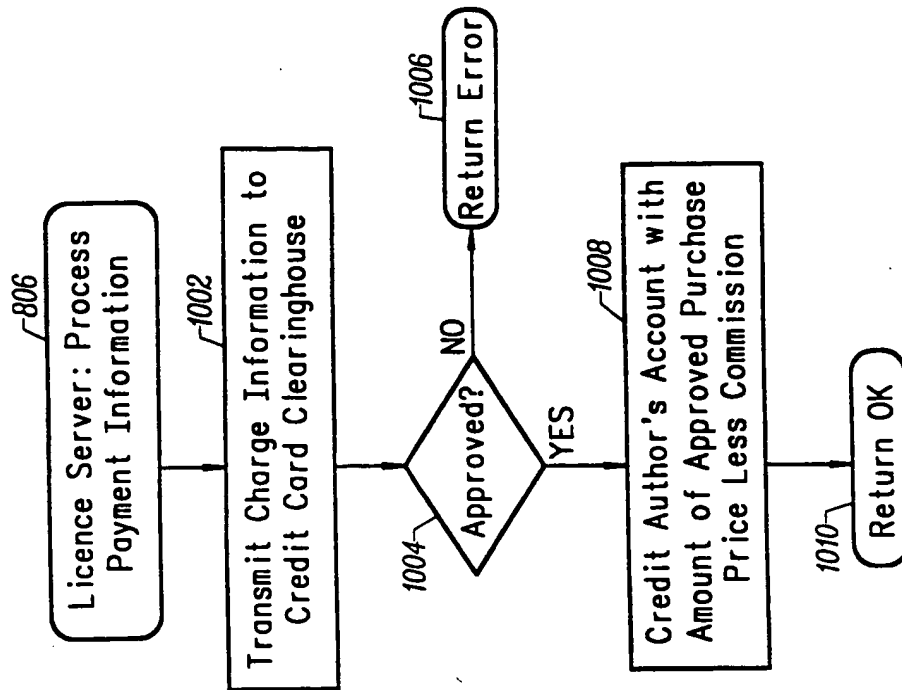 806
Licence Server: Process
Payment Information
1002
Transmit Charge Information to
Credit Card Clearinghouse
1004
Approved?
NO
1006
Return Error
YES
1008
Credit Author's Account with
Amount of Approved Purchase
Price Less Commission
1010
Return OK